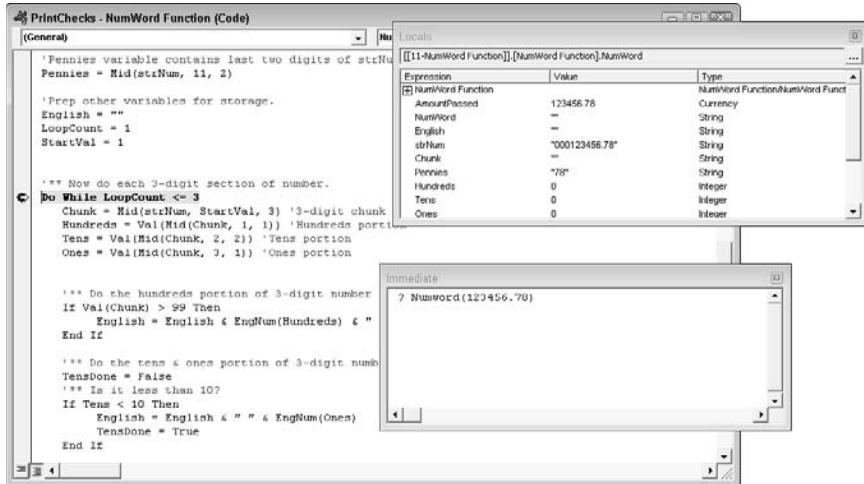 PrintChecks - NumWord Function (Code)
(General)
Nu
'Pennies variable contains last two digits of strNu
Pennies = Mid(strNum, 11, 2)
'Prep other variables for storage.
English = ""
LoopCount = 1
StartVal = 1
'** Now do each 3-digit section of number.
Do While LoopCount <= 3
Chunk = Mid(strNum, StartVal, 3) '3-digit chunk
Hundreds = Val(Mid(Chunk, 1, 1)) 'Hundreds portion
Tens = Val(Mid(Chunk, 2, 2)) 'Tens portion
Ones = Val(Mid(Chunk, 3, 1)) 'Ones portion
'** Do the hundreds portion of 3-digit number
If Val(Chunk) > 99 Then
English = English & EngNum(Hundreds) & "
End If
'** Do the tens & ones portion of 3-digit numb
TensDone = False
'** Is it less than 10?
If Tens < 10 Then
English = English & " " & EngNum(Ones)
TensDone = True
End If
Locals
[[11-NumWord Function]].[NumWord Function].NumWord
...
Expression Value Type
NumWord Function NumWord Function/NumWord Funct
AmountPassed 123456.78 Currency
NumWord "" String
English "" String
strNum "000123456.78" String
Chunk "" String
Pennies "78" String
Hundreds 0 Integer
Tens 0 Integer
Ones 0 Integer
Immediate
? Numword(123456.78)